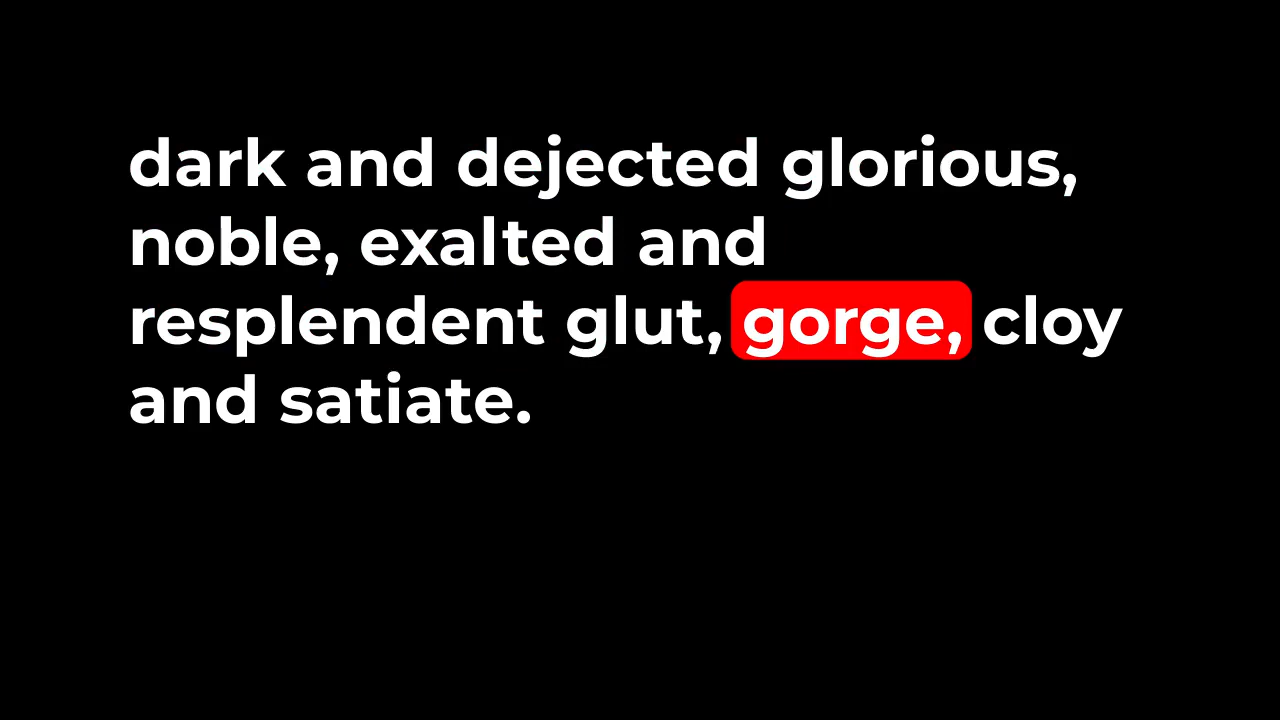 dark and dejected glorious,
noble, exalted and
resplendent glut, gorge, cloy
and satiate.